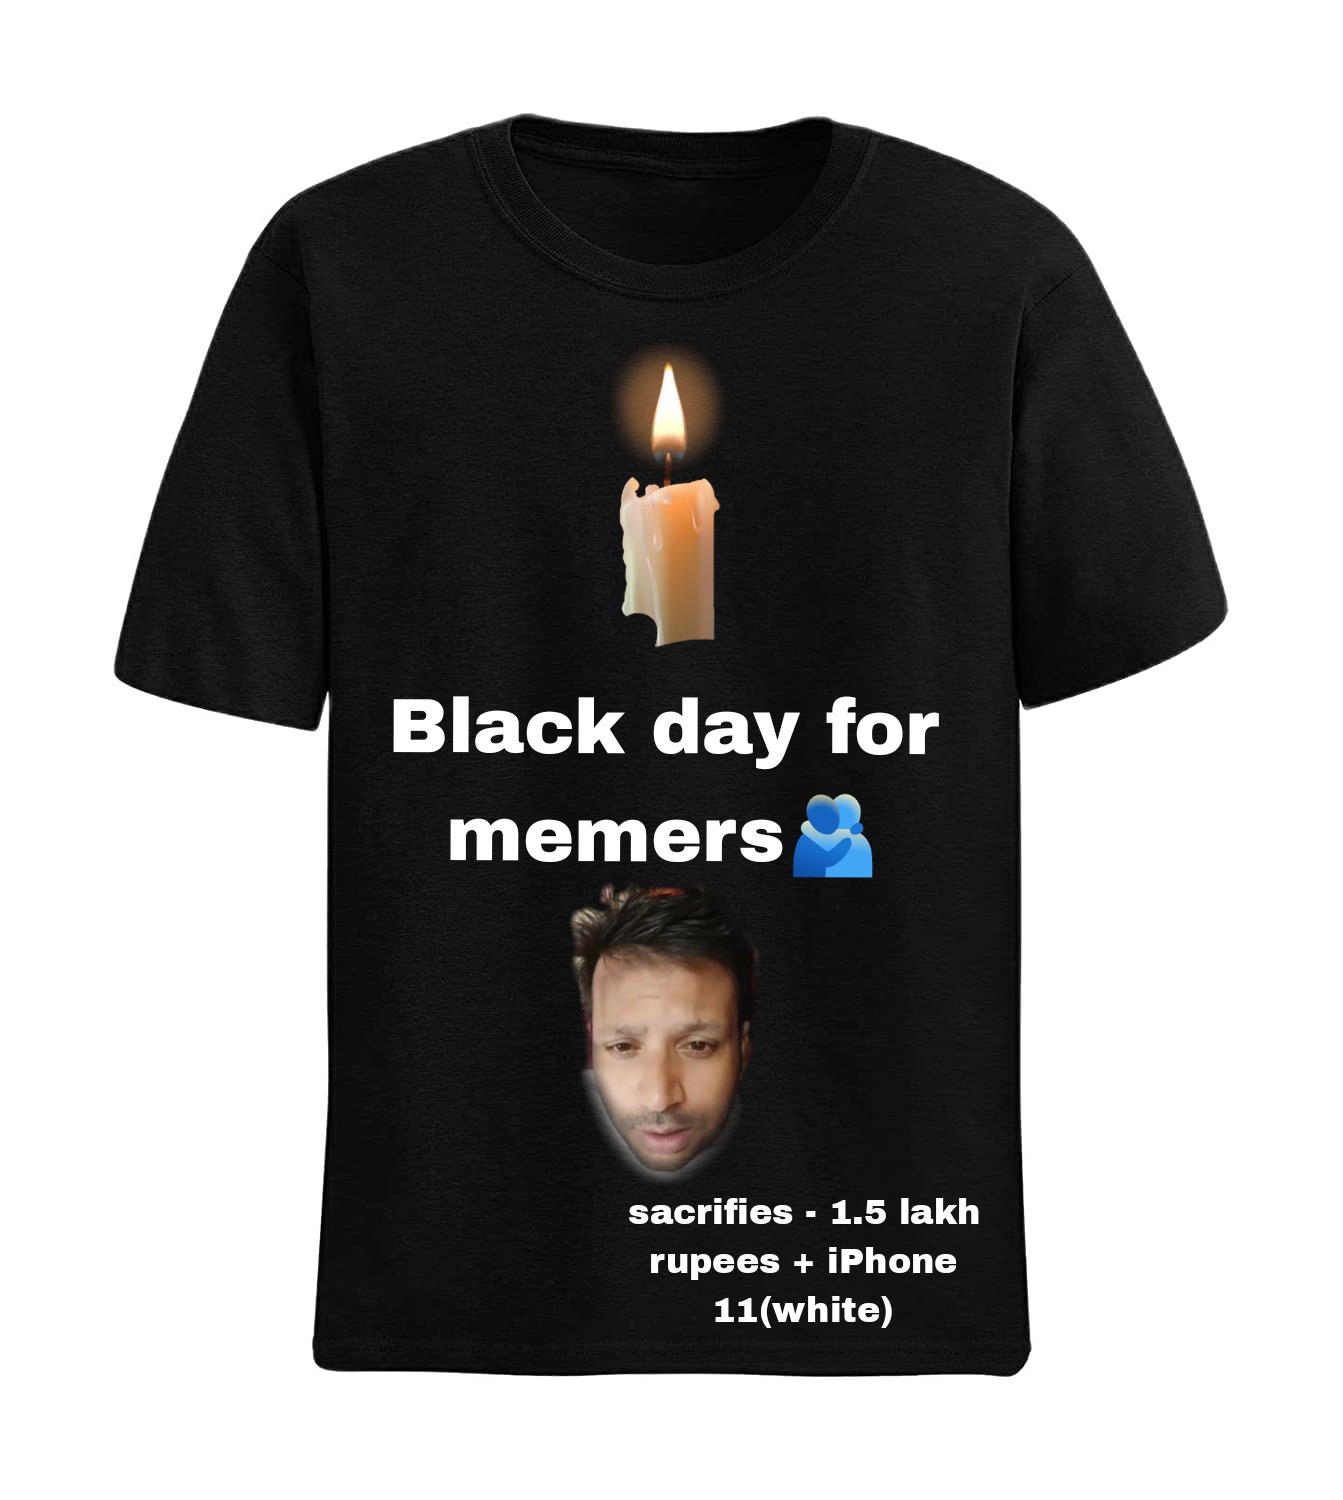 Black day for
memers🫂
sacrifies - 1.5 lakh
rupees + iPhone
11(white)